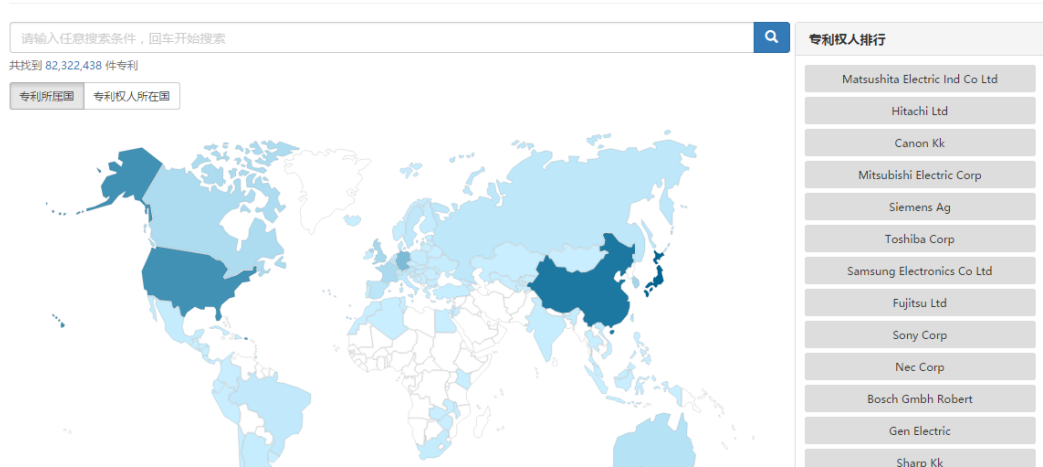 请输入任意搜索条件，回车开始搜索
共找到 82,322,438 件专利
专利所属国 专利权人所在国
专利权人排行
Matsushita Electric Ind Co Ltd
Hitachi Ltd
Canon Kk
Mitsubishi Electric Corp
Siemens Ag
Toshiba Corp
Samsung Electronics Co Ltd
Fujitsu Ltd
Sony Corp
Nec Corp
Bosch Gmbh Robert
Gen Electric
Sharp Kk